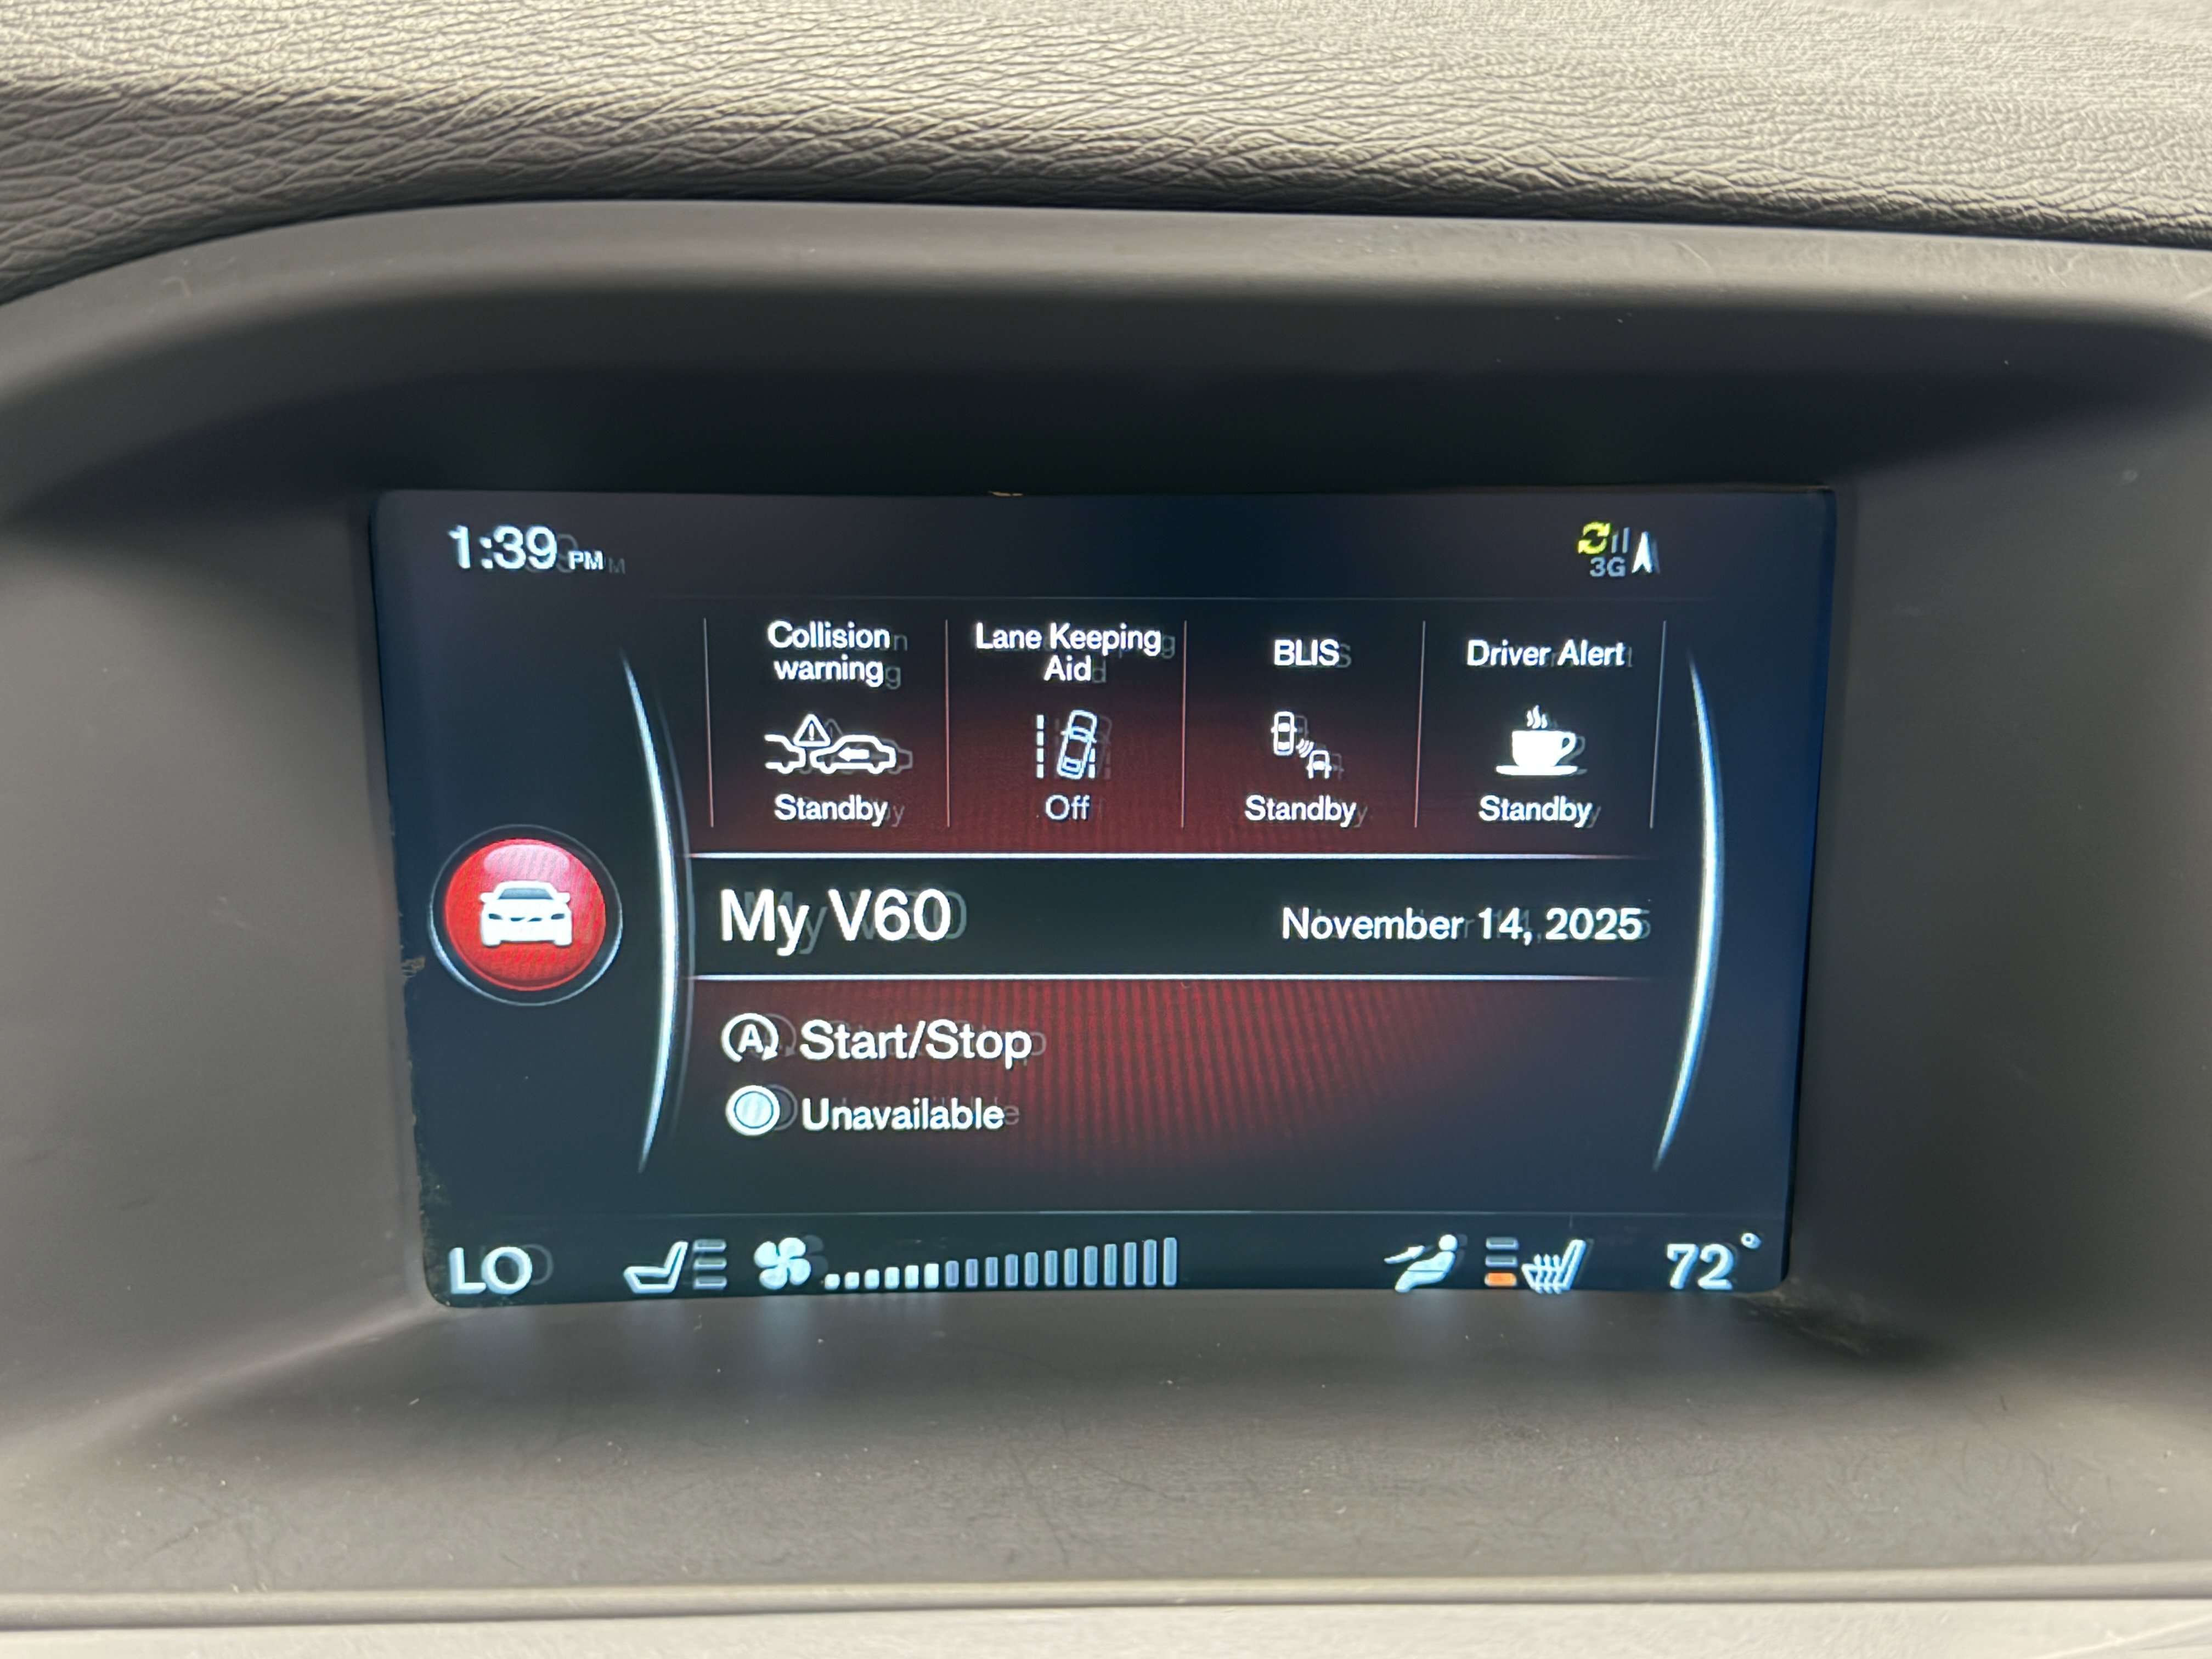 1:39 PM
3G
Collision
warning
Standby
Lane Keeping
Aid
Off
BLIS
Standby
Driver Alert
Standby
My V60
November 14, 2025
A Start/Stop
Unavailable
LO
72°